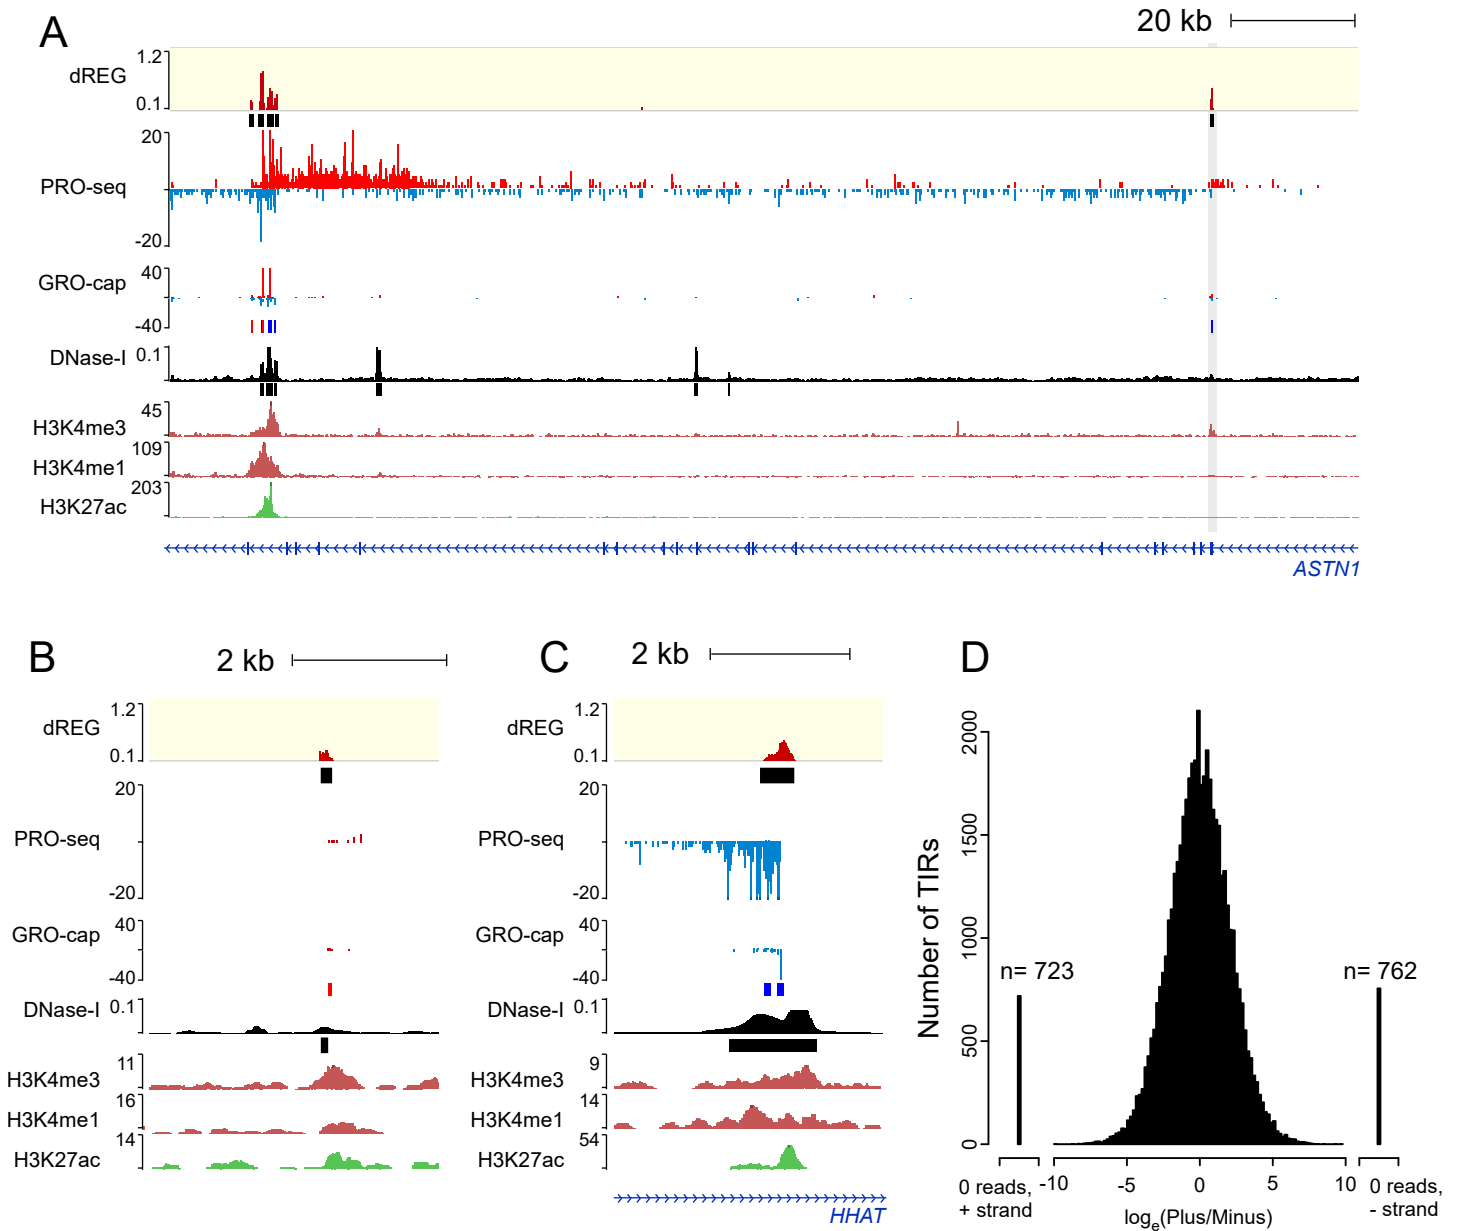 A
20 kb
dREG
1.2
0.1
PRO-seq
20
-20
GRO-cap
40
-40
DNase-I
0.1
H3K4me3
45
H3K4me1
109
H3K27ac
203
ASTN1
B
2 kb
dREG
1.2
0.1
PRO-seq
20
-20
GRO-cap
40
-40
DNase-I
0.1
H3K4me3
11
H3K4me1
16
H3K27ac
14
C
2 kb
dREG
1.2
0.1
PRO-seq
20
-20
GRO-cap
40
-40
DNase-I
0.1
H3K4me3
9
H3K4me1
14
H3K27ac
54
HHAT
D
Number of TIRs
2000
1500
1000
500
0
n= 723
n= 762
0 reads,
+ strand
-10 -5 0 5 10
0 reads,
- strand
loge(Plus/Minus)